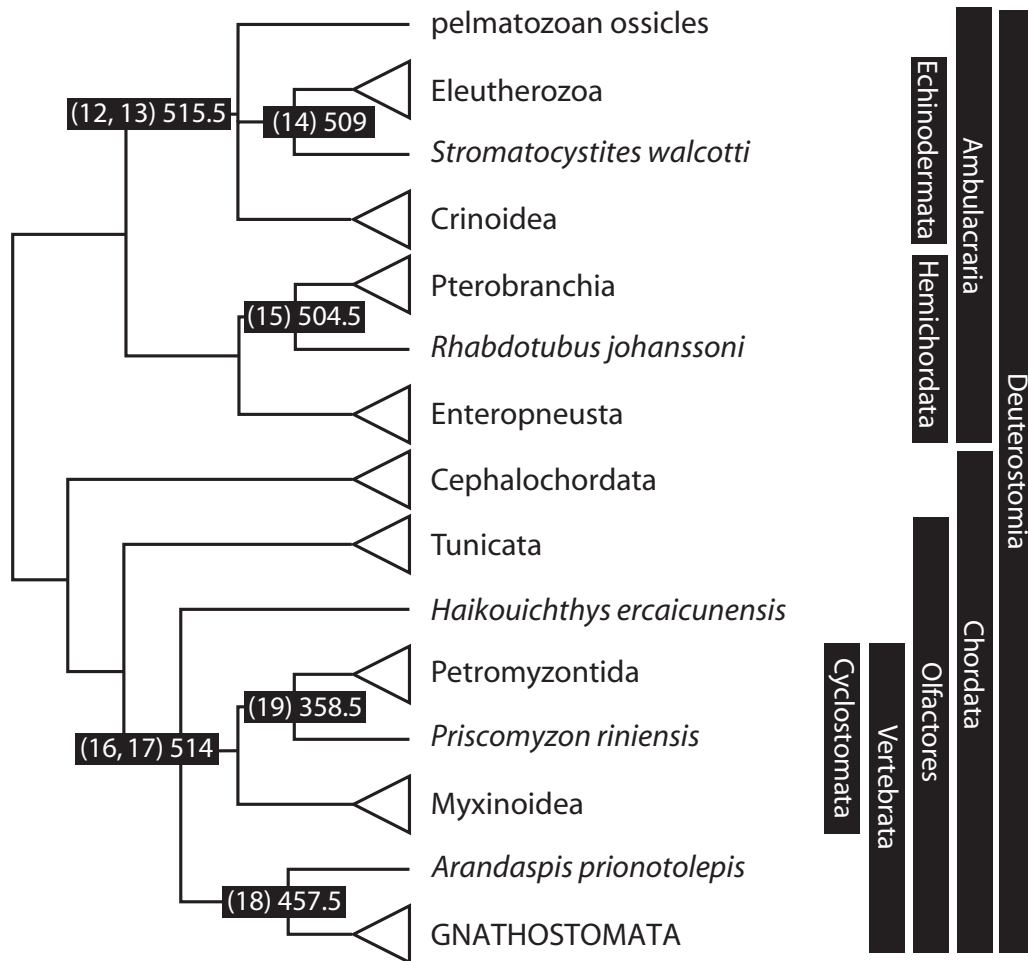 pelmatozoan ossicles
Eleutherozoa
(12, 13) 515.5
(14) 509
Stromatocystites walcotti
Crinoidea
Pterobranchia
(15) 504.5
Rhabdotubus johanssoni
Enteropneusta
Cephalochordata
Tunicata
Haikouichthys ercaicunensis
Petromyzontida
(19) 358.5
Priscomyzon riniensis
(16, 17) 514
Myxinoidea
Arandaspis prionotolepis
(18) 457.5
GNATHOSTOMATA
Echinodermata
Hemichordata
Ambulacraria
Deuterostomia
Cyclostomata
Vertebrata
Olfactores
Chordata